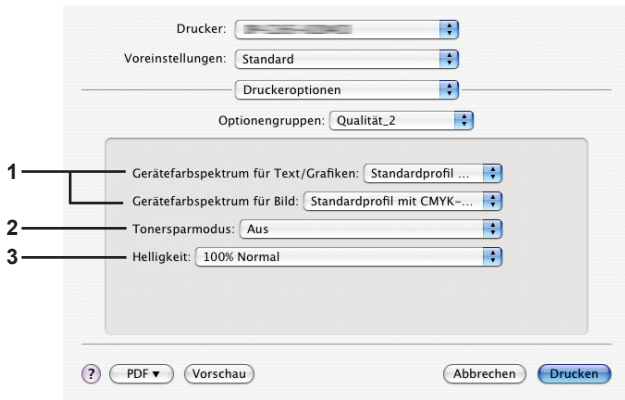 Drucker:
Voreinstellungen: Standard
Druckeroptionen
Optionengruppen: Qualität_2
1 Gerätefarbspektrum für Text/Grafiken: Standardprofil ...
Gerätefarbspektrum für Bild: Standardprofil mit CMYK-...
2 Tonersparmodus: Aus
3 Helligkeit: 100% Normal
? PDF ▼ Vorschau Abbrechen Drucken